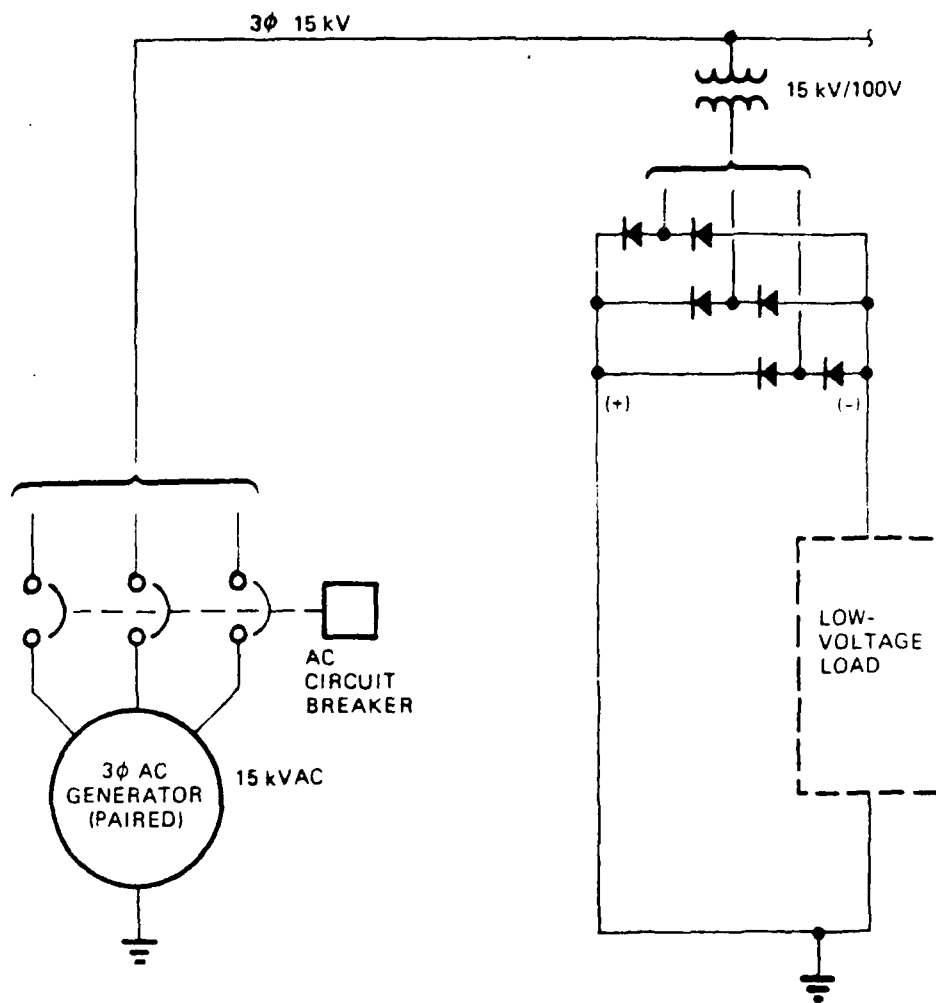 3ϕ 15 kV
15 kV/100V
(+)
(-)
AC
CIRCUIT
BREAKER
LOW-
VOLTAGE
LOAD
3ϕ AC
GENERATOR
(PAIRED)
15 kVAC